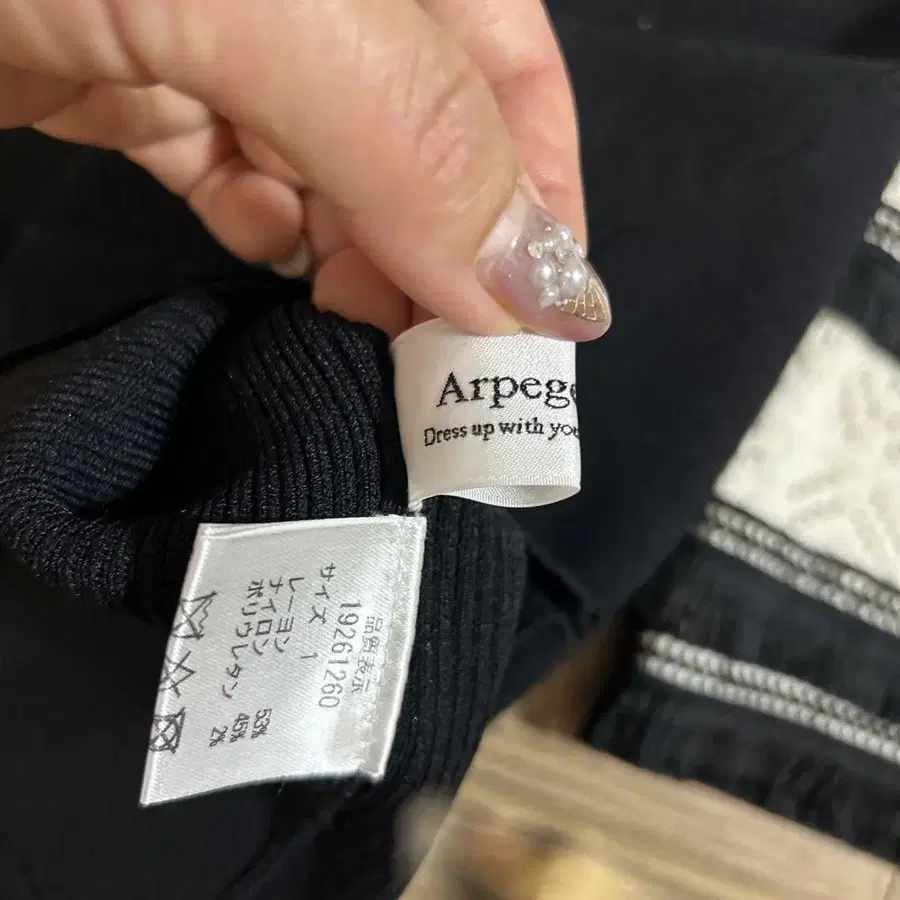 Arpege
Dress up with you
品質表示
19261260
サイズ 1
レーヨン 53%
ナイロン 45%
ポリウレタン 2%